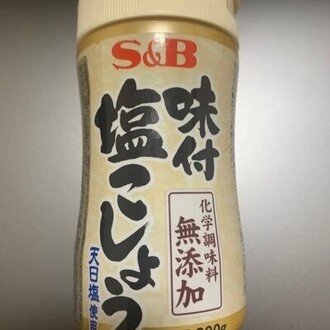 S&B
味付
塩こしょう
化学調味料
無添加
天日塩使用